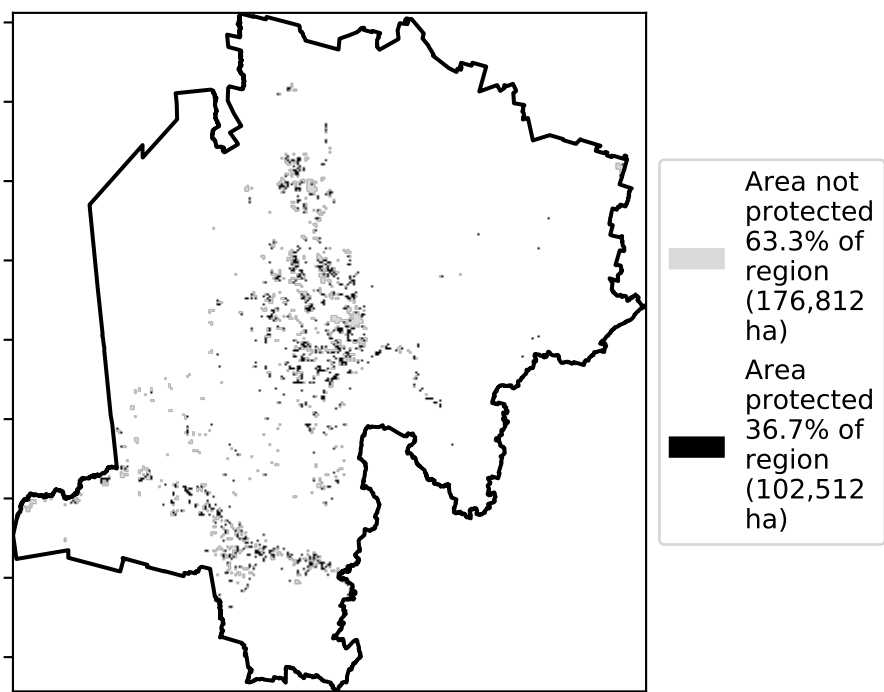 Area not
protected
63.3% of
region
(176,812
ha)
Area
protected
36.7% of
region
(102,512
ha)